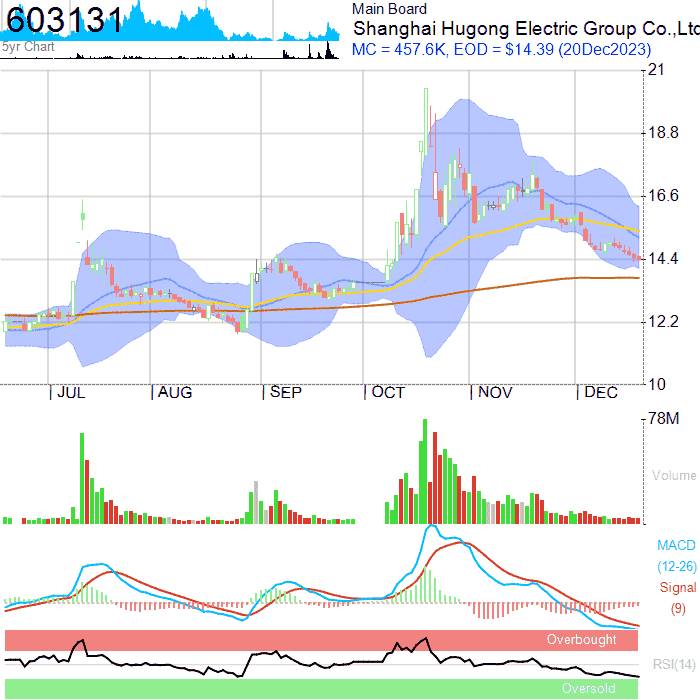 603131
5yr Chart
Main Board
Shanghai Hugong Electric Group Co.,Ltd
MC = 457.6K, EOD = $14.39 (20Dec2023)
21
18.8
16.6
14.4
12.2
10
JUL AUG SEP OCT NOV DEC
78M
Volume
MACD
(12-26)
Signal
(9)
Overbought
RSI(14)
Oversold